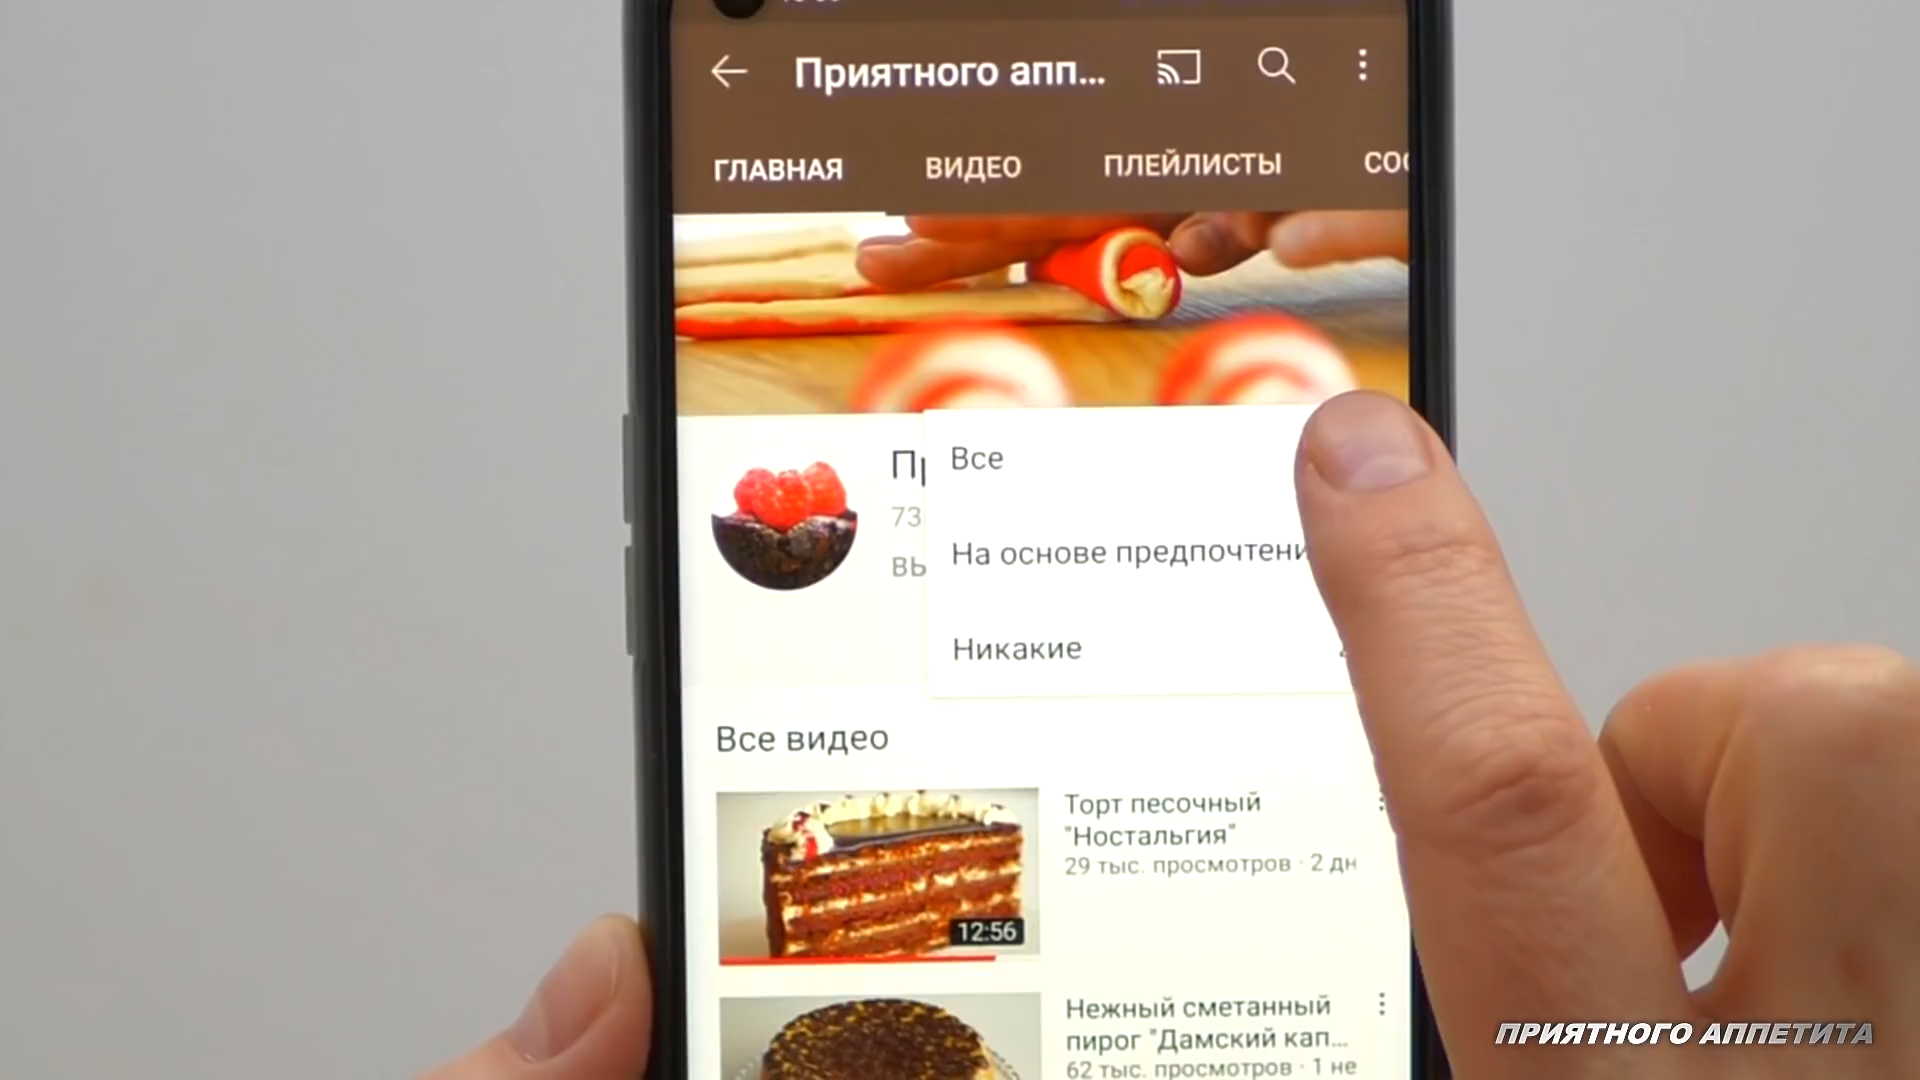 Приятного апп...
ГЛАВНАЯ ВИДЕО ПЛЕЙЛИСТЫ СОО
Все
На основе предпочтени
Никакие
Все видео
Торт песочный
"Ностальгия"
29 тыс. просмотров · 2 дн
12:56
Нежный сметанный
пирог "Дамский кап...
62 тыс. просмотров · 1 не
ПРИЯТНОГО АППЕТИТА